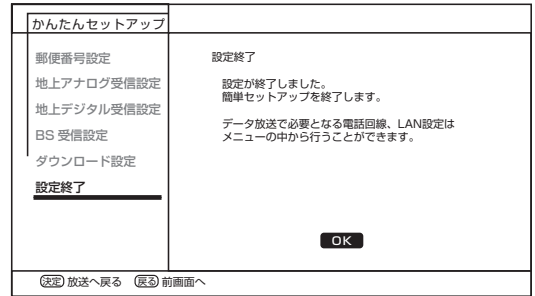 かんたんセットアップ
郵便番号設定
地上アナログ受信設定
地上デジタル受信設定
BS 受信設定
ダウンロード設定
設定終了
設定終了
設定が終了しました。
簡単セットアップを終了します。
データ放送で必要となる電話回線、LAN設定は
メニューの中から行うことができます。
OK
決定 放送へ戻る 戻る 前画面へ